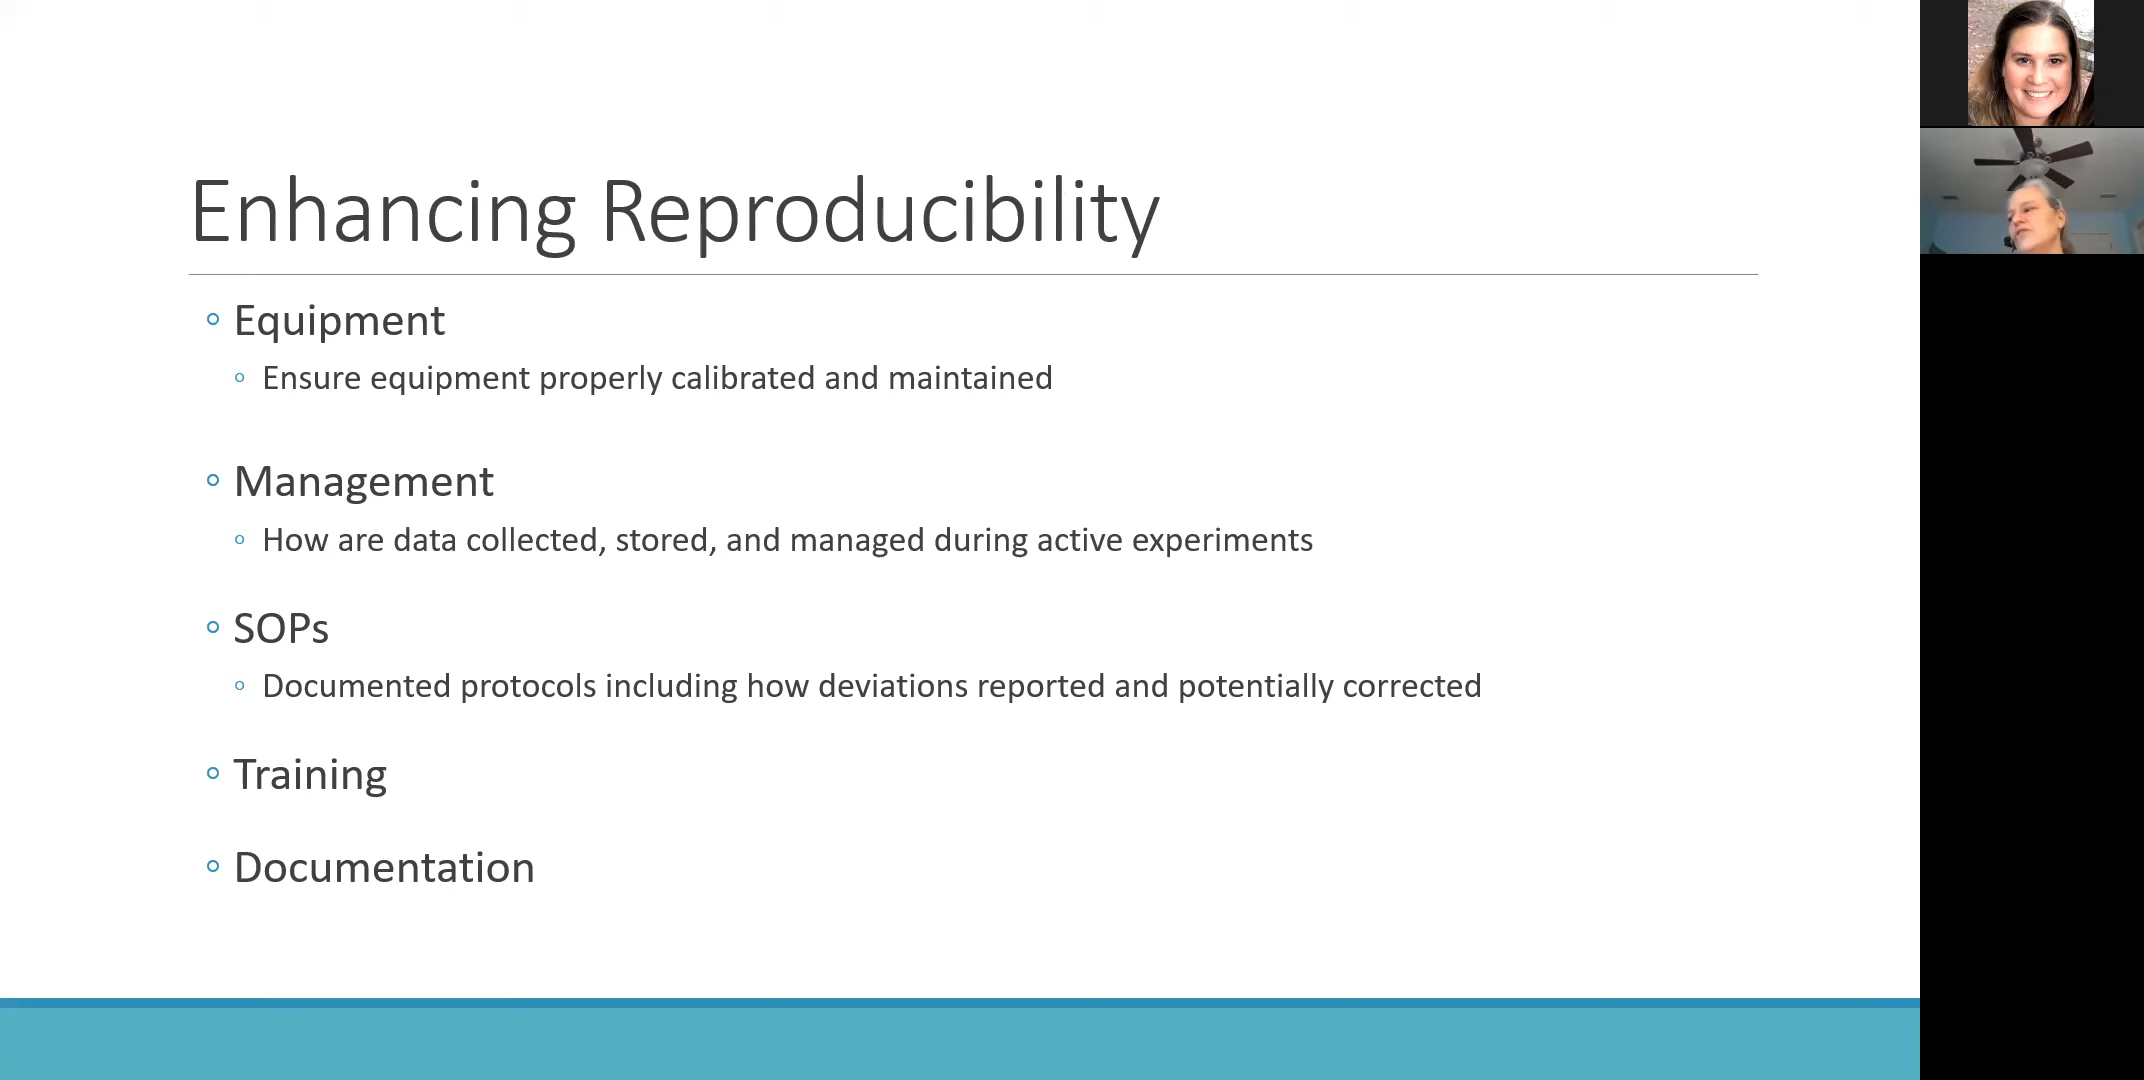 Enhancing Reproducibility
Equipment
Ensure equipment properly calibrated and maintained
Management
How are data collected, stored, and managed during active experiments
SOPs
Documented protocols including how deviations reported and potentially corrected
Training
Documentation